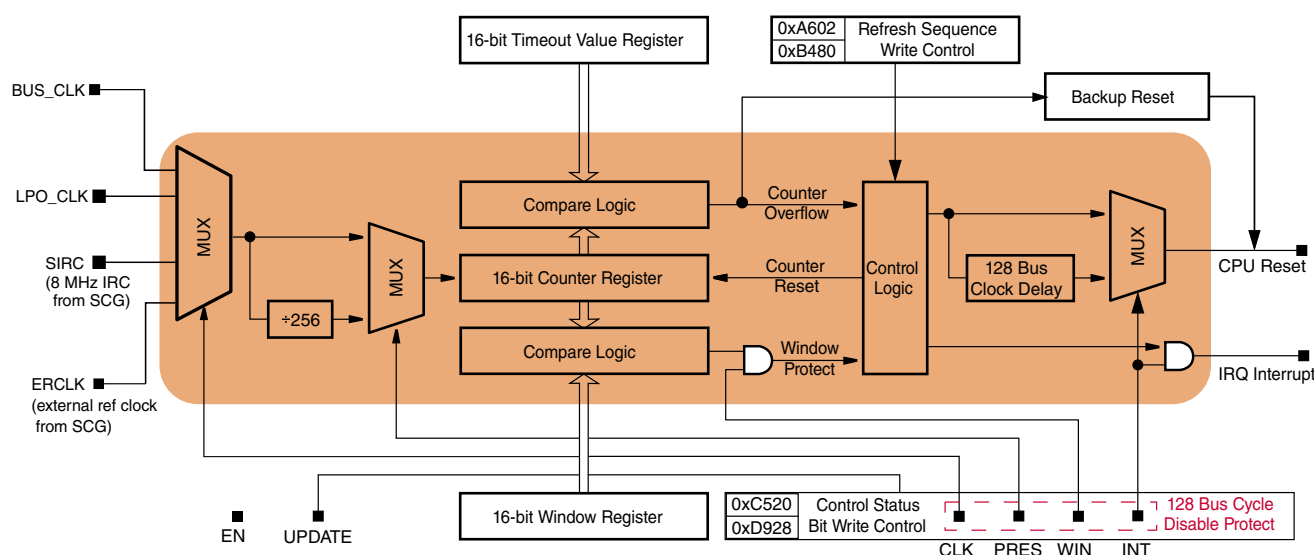 16-bit Timeout Value Register
0xA602
0xB480
Refresh Sequence
Write Control
BUS_CLK
Backup Reset
LPO_CLK
MUX
Compare Logic
Counter
Overflow
SIRC
(8 MHz IRC
from SCG)
MUX
16-bit Counter Register
Counter
Reset
Control
Logic
128 Bus
Clock Delay
MUX
CPU Reset
÷256
Compare Logic
Window
Protect
IRQ Interrupt
ERCLK
(external ref clock
from SCG)
EN
UPDATE
16-bit Window Register
0xC520
0xD928
Control Status
Bit Write Control
128 Bus Cycle
Disable Protect
CLK
PRES
WIN
INT